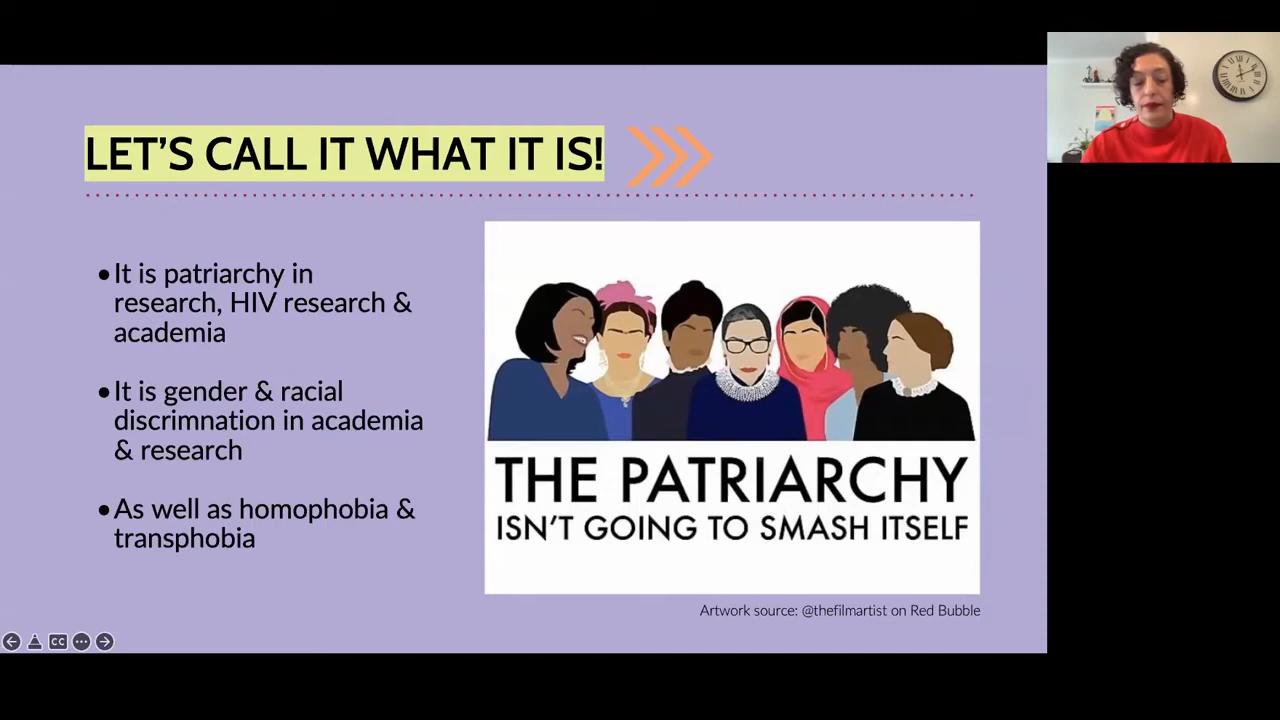 LET'S CALL IT WHAT IT IS!
•It is patriarchy in
research, HIV research &
academia
•It is gender & racial
discrimnation in academia
& research
•As well as homophobia &
transphobia
THE PATRIARCHY
ISN'T GOING TO SMASH ITSELF
Artwork source: @thefilmartist on Red Bubble
CC